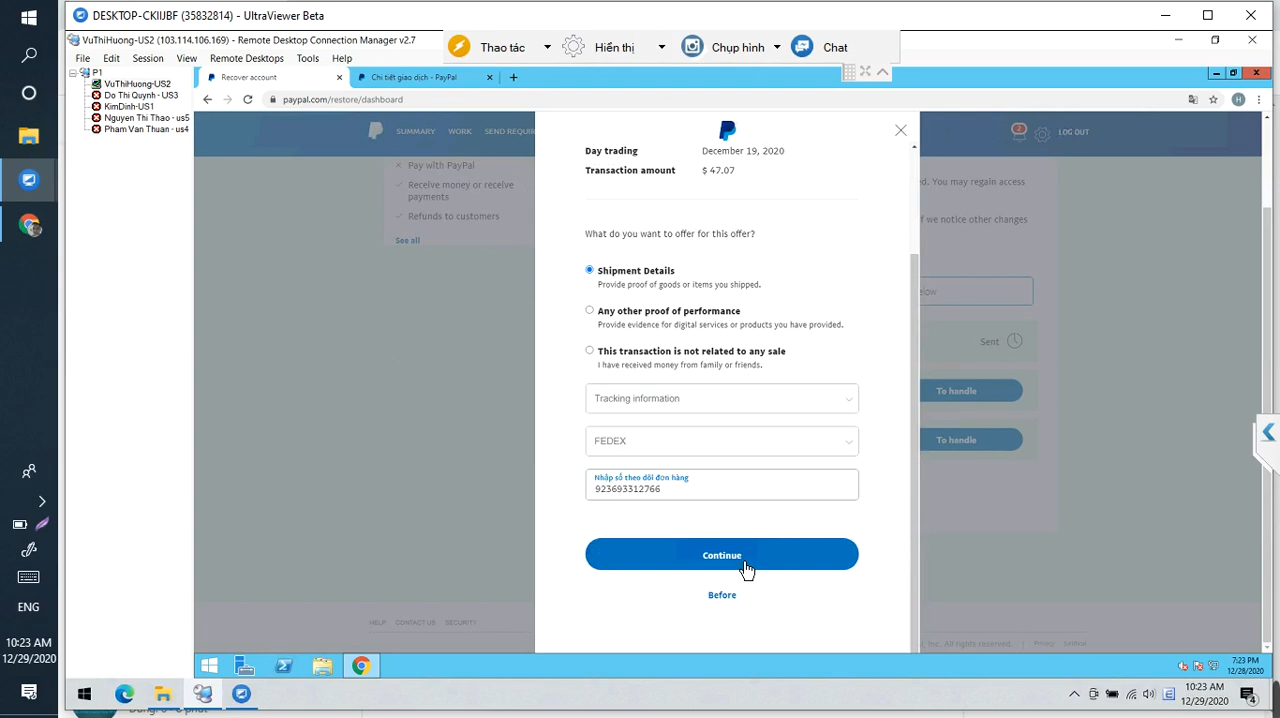 DESKTOP-CKIIJBF (35832814) - UltraViewer Beta
VuThiHuong-US2 (103.114.106.169) - Remote Desktop Connection Manager v2.7
Thao tác
Hiển thị
Chụp hình
Chat
File Edit Session View Remote Desktops Tools Help
P1
VuThiHuong-US2
Do Thi Quynh - US3
KimDinh-US1
Nguyen Thi Thao - us5
Pham Van Thuan - us4
Recover account
Chi tiết giao dịch - PayPal
paypal.com/restore/dashboard
H
SUMMARY WORK
2
LOG OUT
Pay with PayPal
Receive money or receive
payments
Refunds to customers
See all
Day trading December 19, 2020
Transaction amount $ 47.07
What do you want to offer for this offer?
Shipment Details
Provide proof of goods or items you shipped.
Any other proof of performance
Provide evidence for digital services or products you have provided.
This transaction is not related to any sale
I have received money from family or friends.
Tracking information
FEDEX
Nhập số theo dõi đơn hàng
923693312766
Continue
Before
You may regain access
if we notice other changes
Sent
To handle
To handle
HELP CONTACT US SECURITY
Inc. All rights reserved.
Privacy
7:23 PM
12/28/2020
ENG
10:23 AM
12/29/2020
10:23 AM
12/29/2020
4